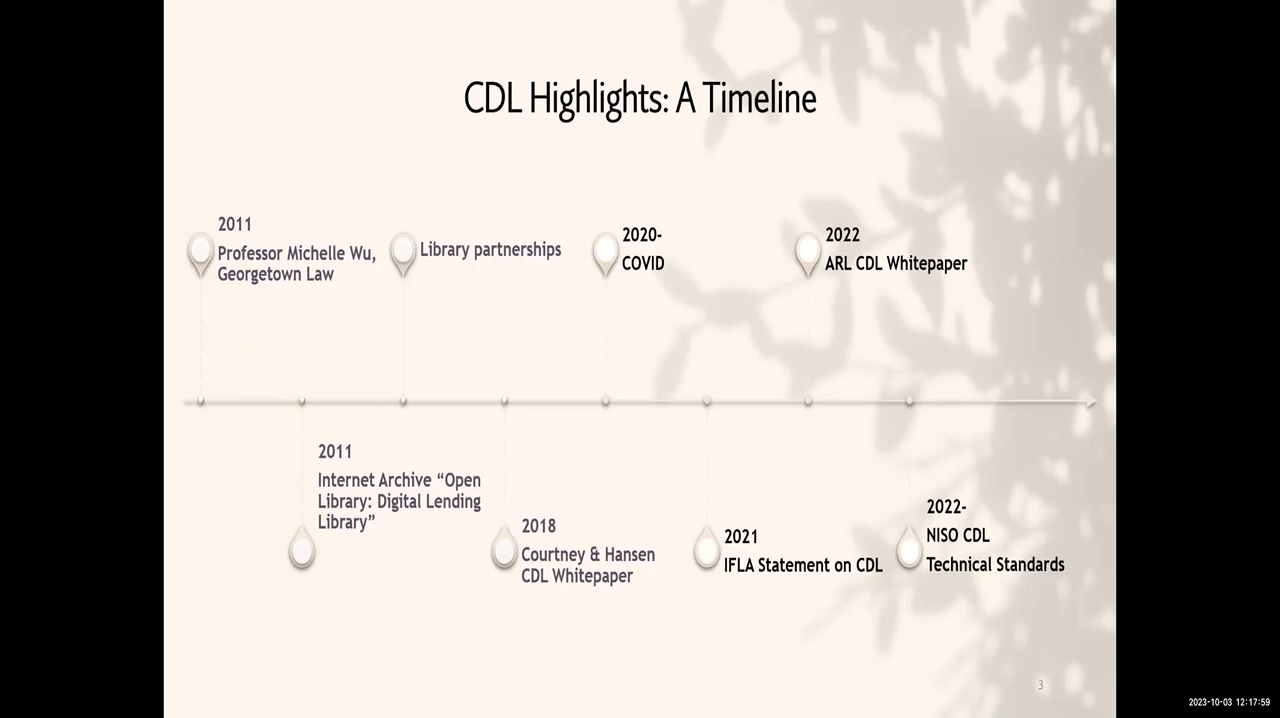 CDL Highlights: A Timeline
2011
Professor Michelle Wu,
Georgetown Law
Library partnerships
2020-
COVID
2022
ARL CDL Whitepaper
2011
Internet Archive “Open
Library: Digital Lending
Library”
2018
Courtney & Hansen
CDL Whitepaper
2021
IFLA Statement on CDL
2022-
NISO CDL
Technical Standards
3
2023-10-03 12:17:59